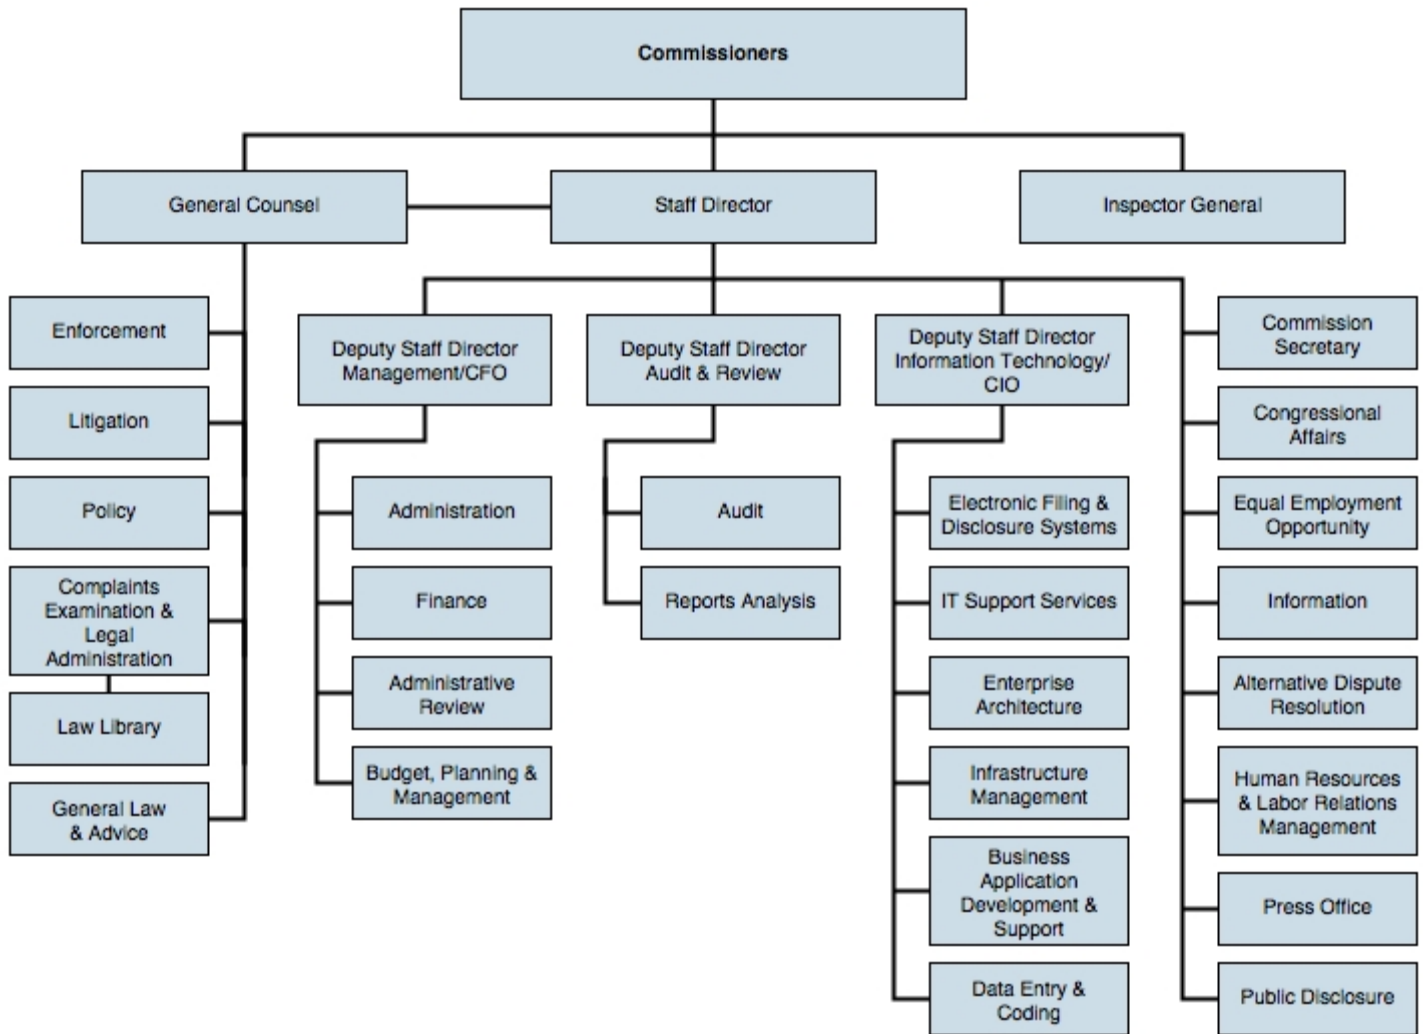 Commissioners
General Counsel
Staff Director
Inspector General
Enforcement
Litigation
Policy
Complaints
Examination &
Legal
Administration
Law Library
General Law
& Advice
Deputy Staff Director
Management/CFO
Administration
Finance
Administrative
Review
Budget, Planning &
Management
Deputy Staff Director
Audit & Review
Audit
Reports Analysis
Deputy Staff Director
Information Technology/
CIO
Electronic Filing &
Disclosure Systems
IT Support Services
Enterprise
Architecture
Infrastructure
Management
Business
Application
Development &
Support
Data Entry &
Coding
Commission
Secretary
Congressional
Affairs
Equal Employment
Opportunity
Information
Alternative Dispute
Resolution
Human Resources
& Labor Relations
Management
Press Office
Public Disclosure